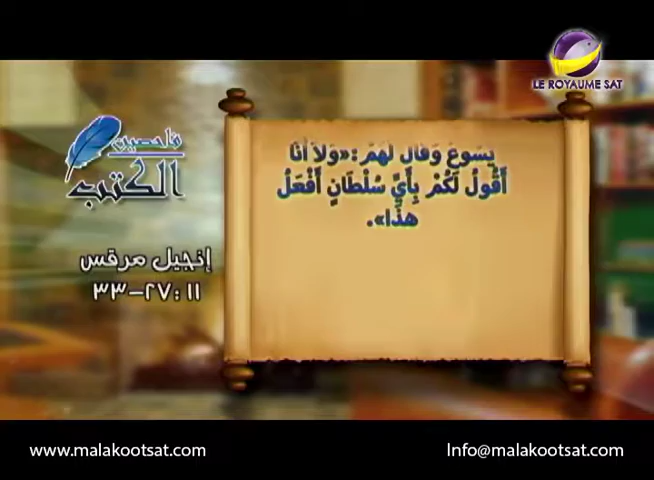 LE ROYAUME SAT
فاحصين
الكتب
يَسُوعَ وَقَالَ لَهُمْ: «وَلاَ أَنَا
أَقُولُ لَكُمْ بِأَيِّ سُلْطَانٍ أَفْعَلُ
هذَا».
إنجيل مرقس
١١ :٢٧-٣٣
www.malakootsat.com
Info@malakootsat.com